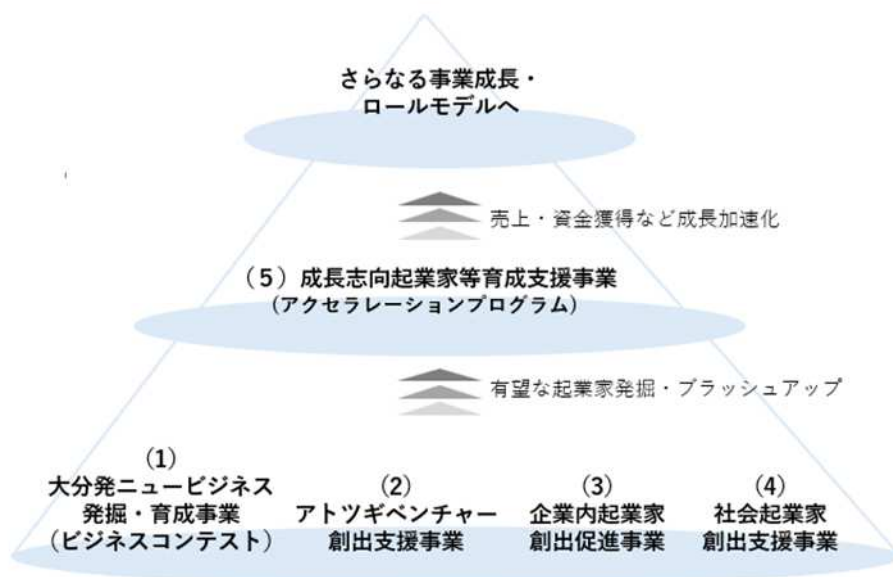 さらなる事業成長・
ロールモデルへ
売上・資金獲得など成長加速化
（5）成長志向起業家等育成支援事業
(アクセラレーションプログラム)
有望な起業家発掘・ブラッシュアップ
(1)
大分発ニュービジネス
発掘・育成事業
(ビジネスコンテスト)
(2)
アトツギベンチャー
創出支援事業
(3)
企業内起業家
創出促進事業
(4)
社会起業家
創出支援事業